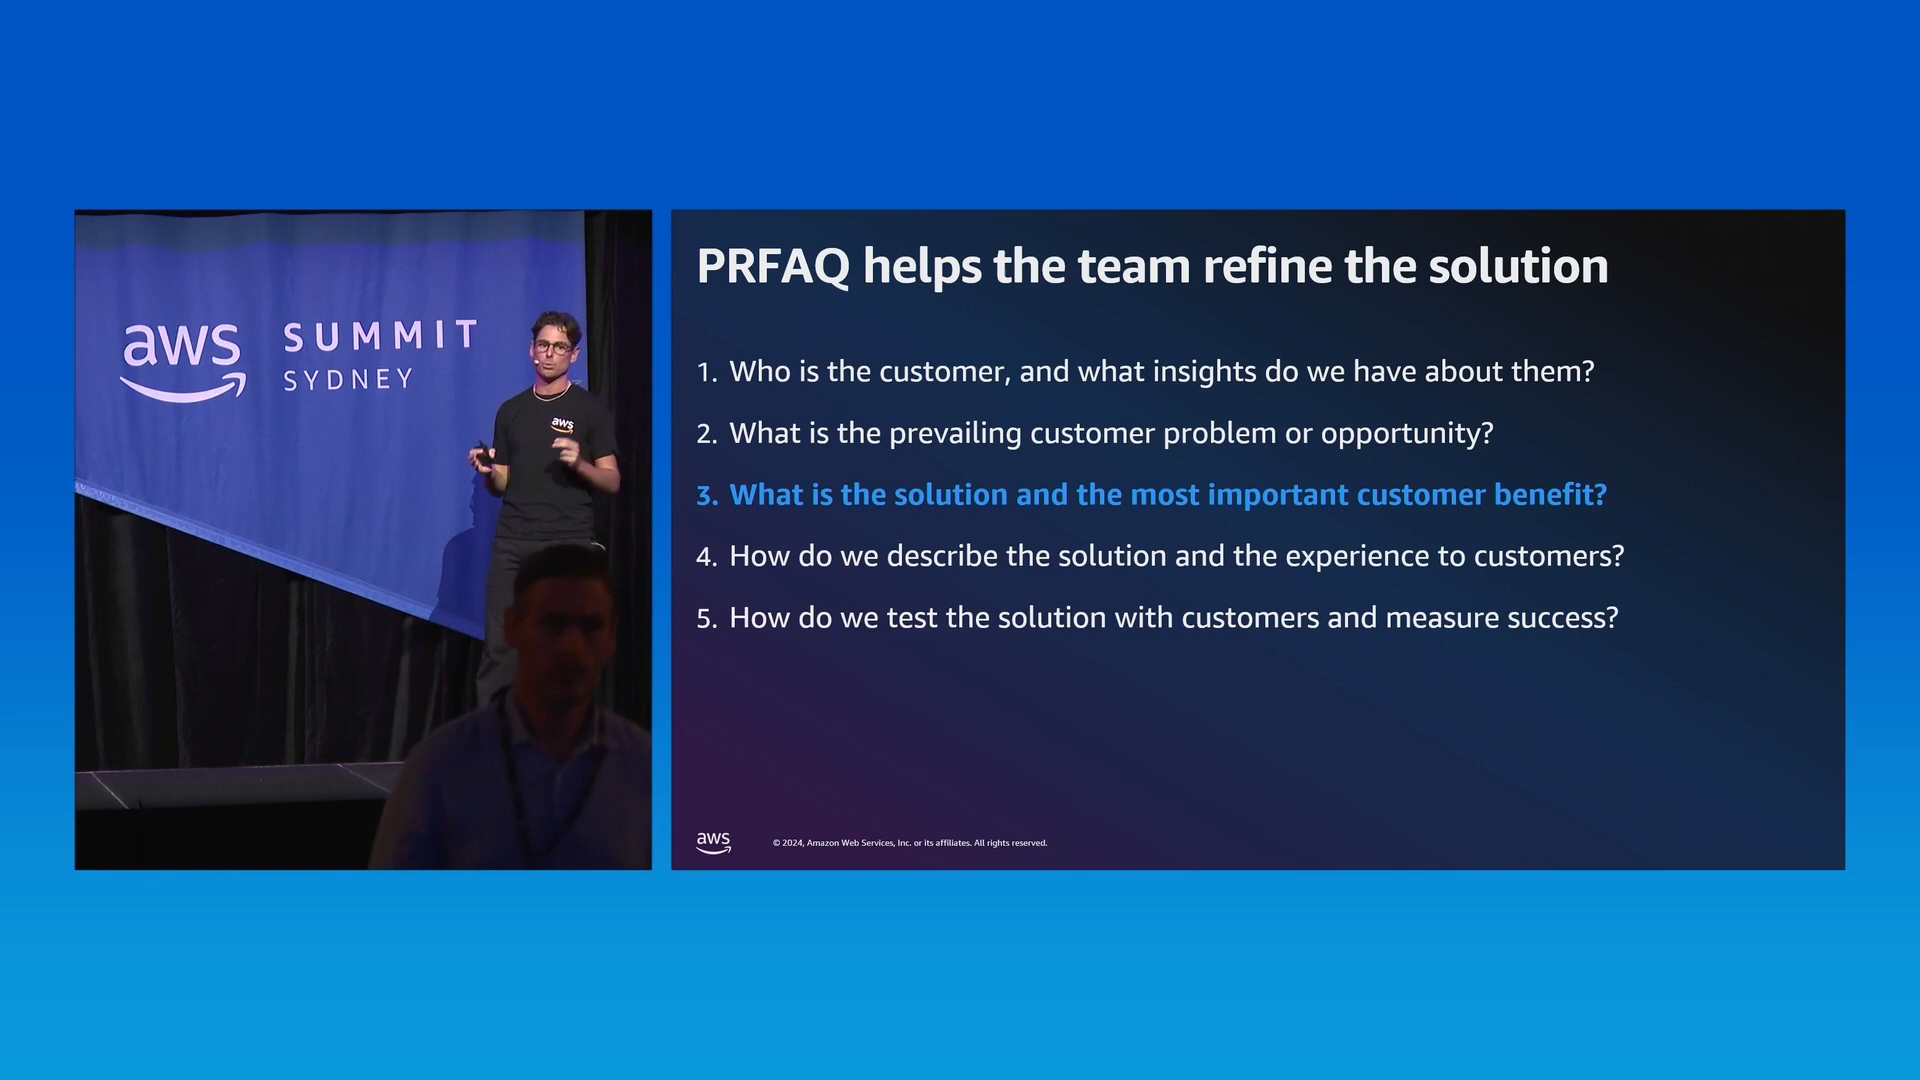 aws SUMMIT
SYDNEY
aws
PRFAQ helps the team refine the solution
1. Who is the customer, and what insights do we have about them?
2. What is the prevailing customer problem or opportunity?
3. What is the solution and the most important customer benefit?
4. How do we describe the solution and the experience to customers?
5. How do we test the solution with customers and measure success?
aws
© 2024, Amazon Web Services, Inc. or its affiliates. All rights reserved.